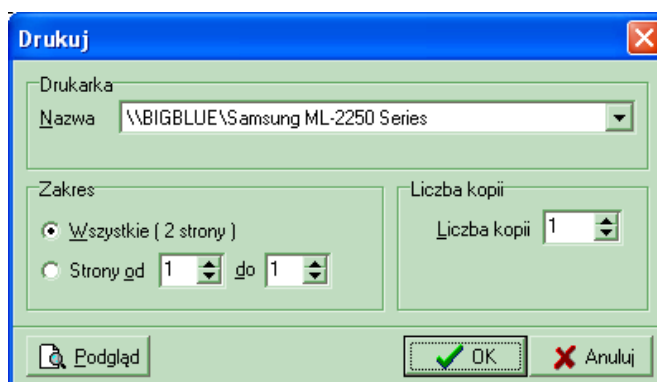 Drukuj
Drukarka
Nazwa \\BIGBLUE\Samsung ML-2250 Series
Zakres
Wszystkie ( 2 strony )
Strony od 1 do 1
Liczba kopii
Liczba kopii 1
Podgląd OK Anuluj